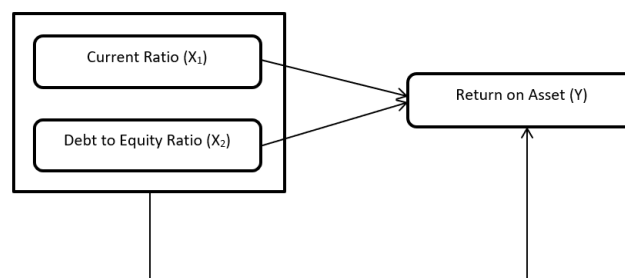 Current Ratio (X₁)
Return on Asset (Y)
Debt to Equity Ratio (X₂)